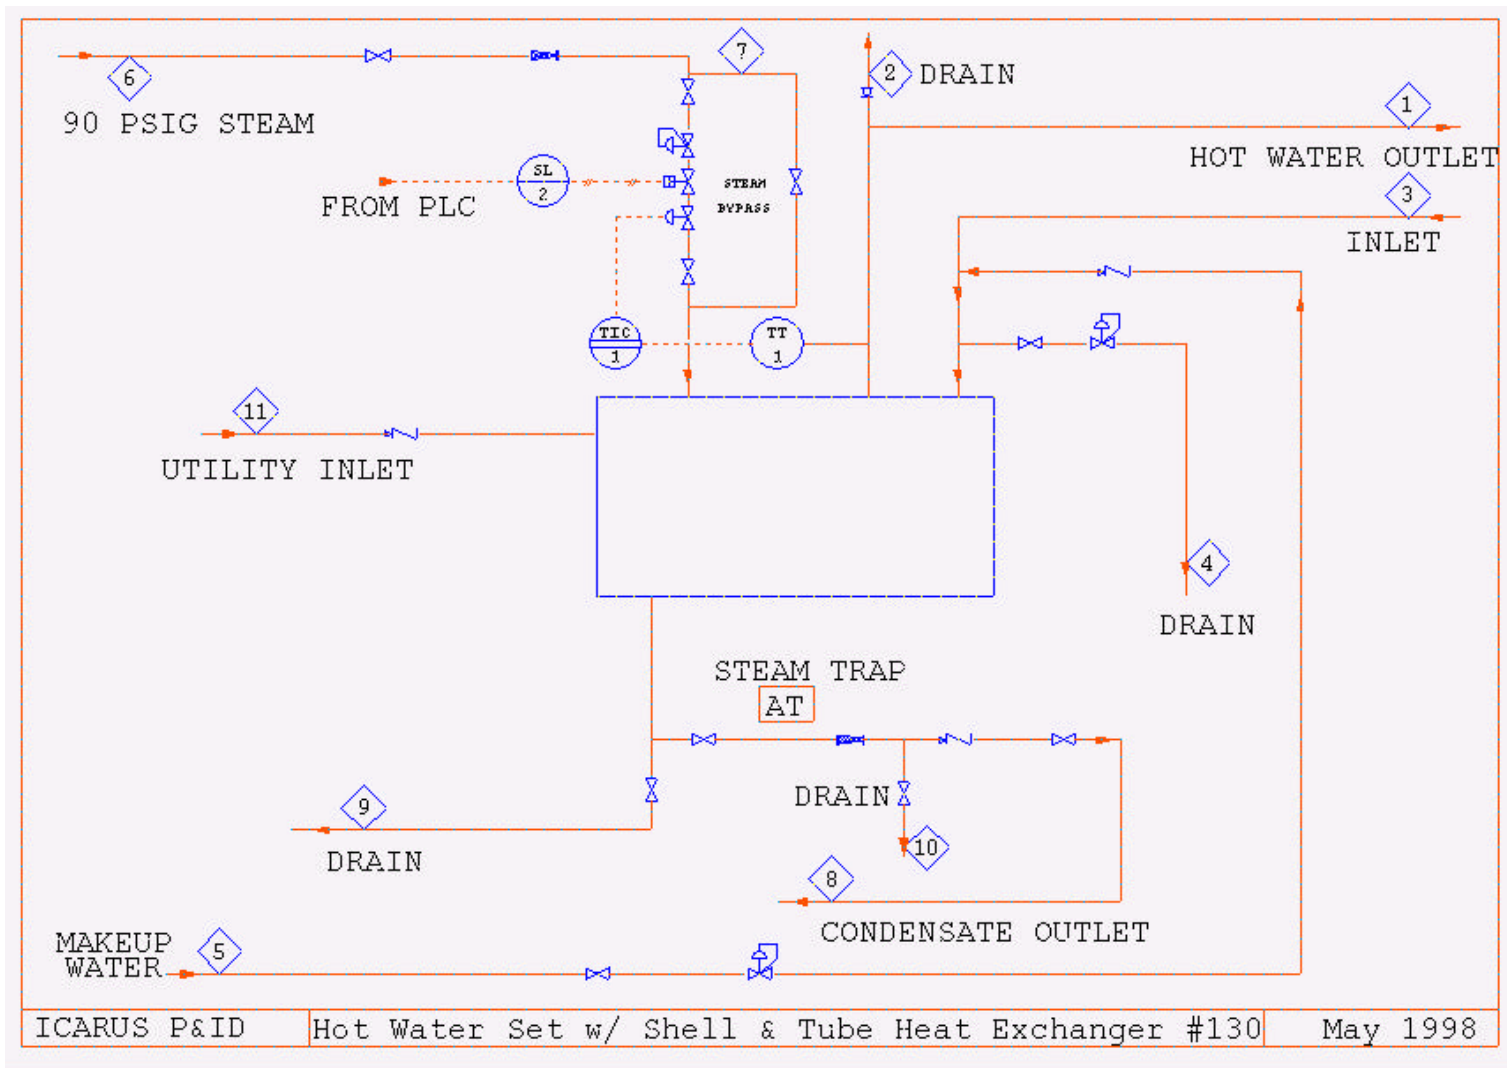 6
90 PSIG STEAM
7
2 DRAIN
1
HOT WATER OUTLET
SL
2
FROM PLC
STEAM
BYPASS
3
INLET
TIC
1
TT
1
11
UTILITY INLET
4
DRAIN
STEAM TRAP
AT
DRAIN
10
9
DRAIN
8
CONDENSATE OUTLET
MAKEUP
WATER
5
ICARUS P&ID
Hot Water Set w/ Shell & Tube Heat Exchanger #130
May 1998